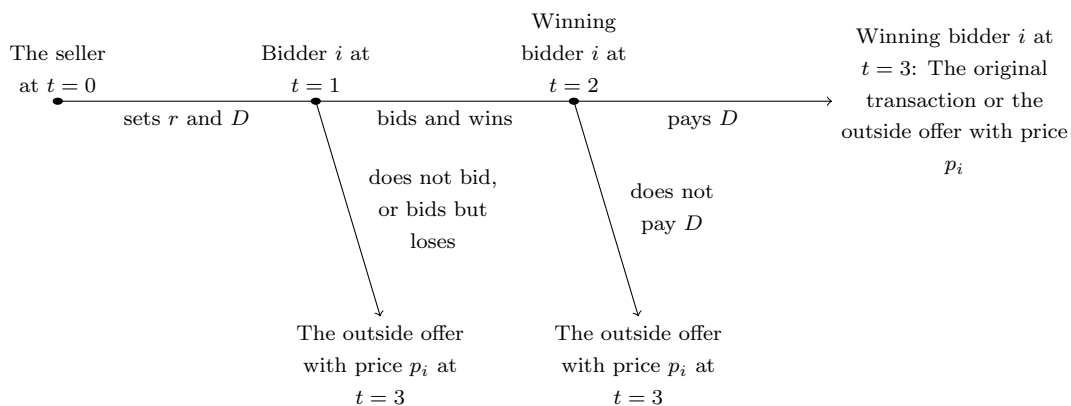 The seller
at t = 0
Bidder i at
t = 1
Winning
bidder i at
t = 2
Winning bidder i at
t = 3: The original
transaction or the
outside offer with price
p_i
sets r and D
bids and wins
pays D
does not bid,
or bids but
loses
does not
pay D
The outside offer
with price p_i at
t = 3
The outside offer
with price p_i at
t = 3